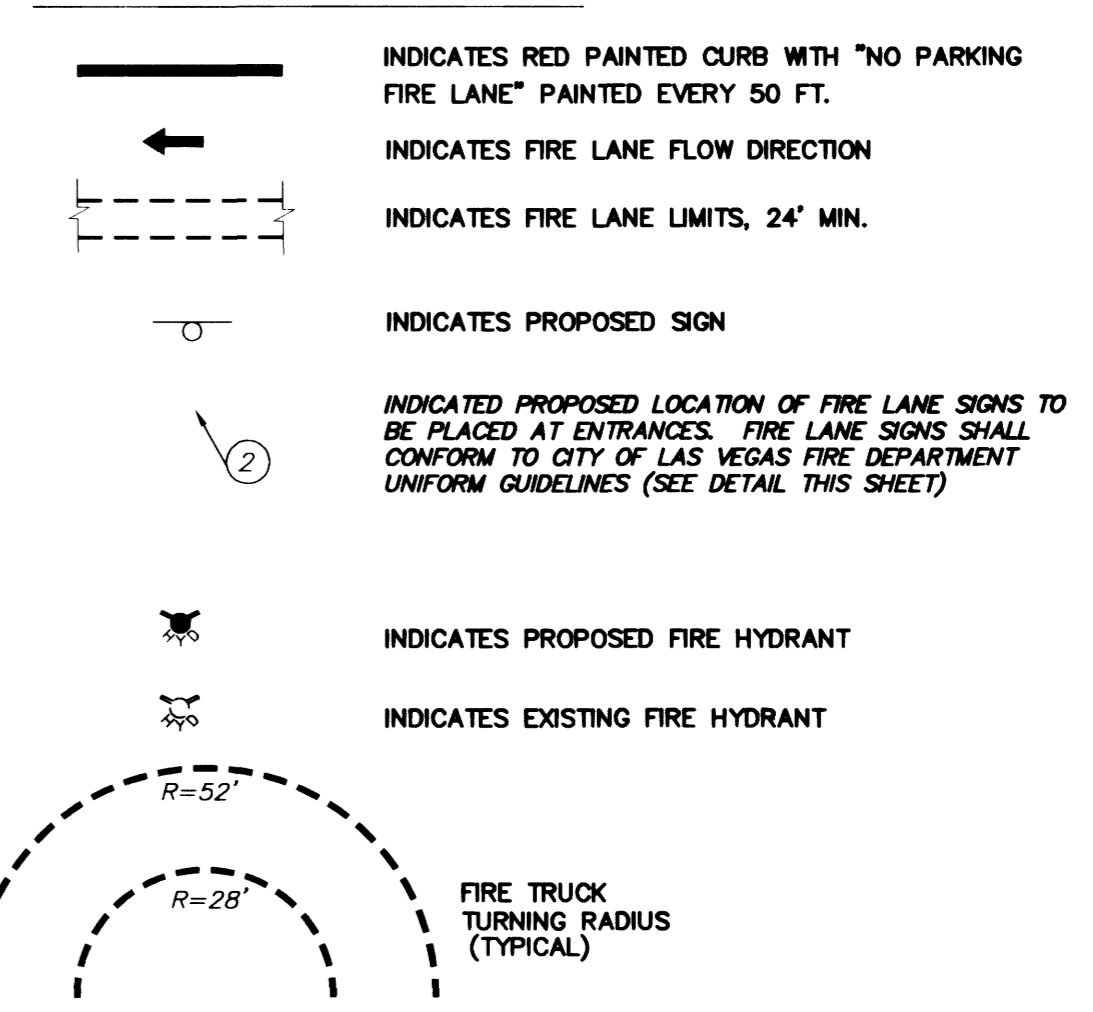 INDICATES RED PAINTED CURB WITH "NO PARKING
FIRE LANE" PAINTED EVERY 50 FT.
INDICATES FIRE LANE FLOW DIRECTION
INDICATES FIRE LANE LIMITS, 24' MIN.
INDICATES PROPOSED SIGN
INDICATED PROPOSED LOCATION OF FIRE LANE SIGNS TO
BE PLACED AT ENTRANCES. FIRE LANE SIGNS SHALL
CONFORM TO CITY OF LAS VEGAS FIRE DEPARTMENT
UNIFORM GUIDELINES (SEE DETAIL THIS SHEET)
2
HYD
INDICATES PROPOSED FIRE HYDRANT
HYD
INDICATES EXISTING FIRE HYDRANT
R=52'
R=28'
FIRE TRUCK
TURNING RADIUS
(TYPICAL)